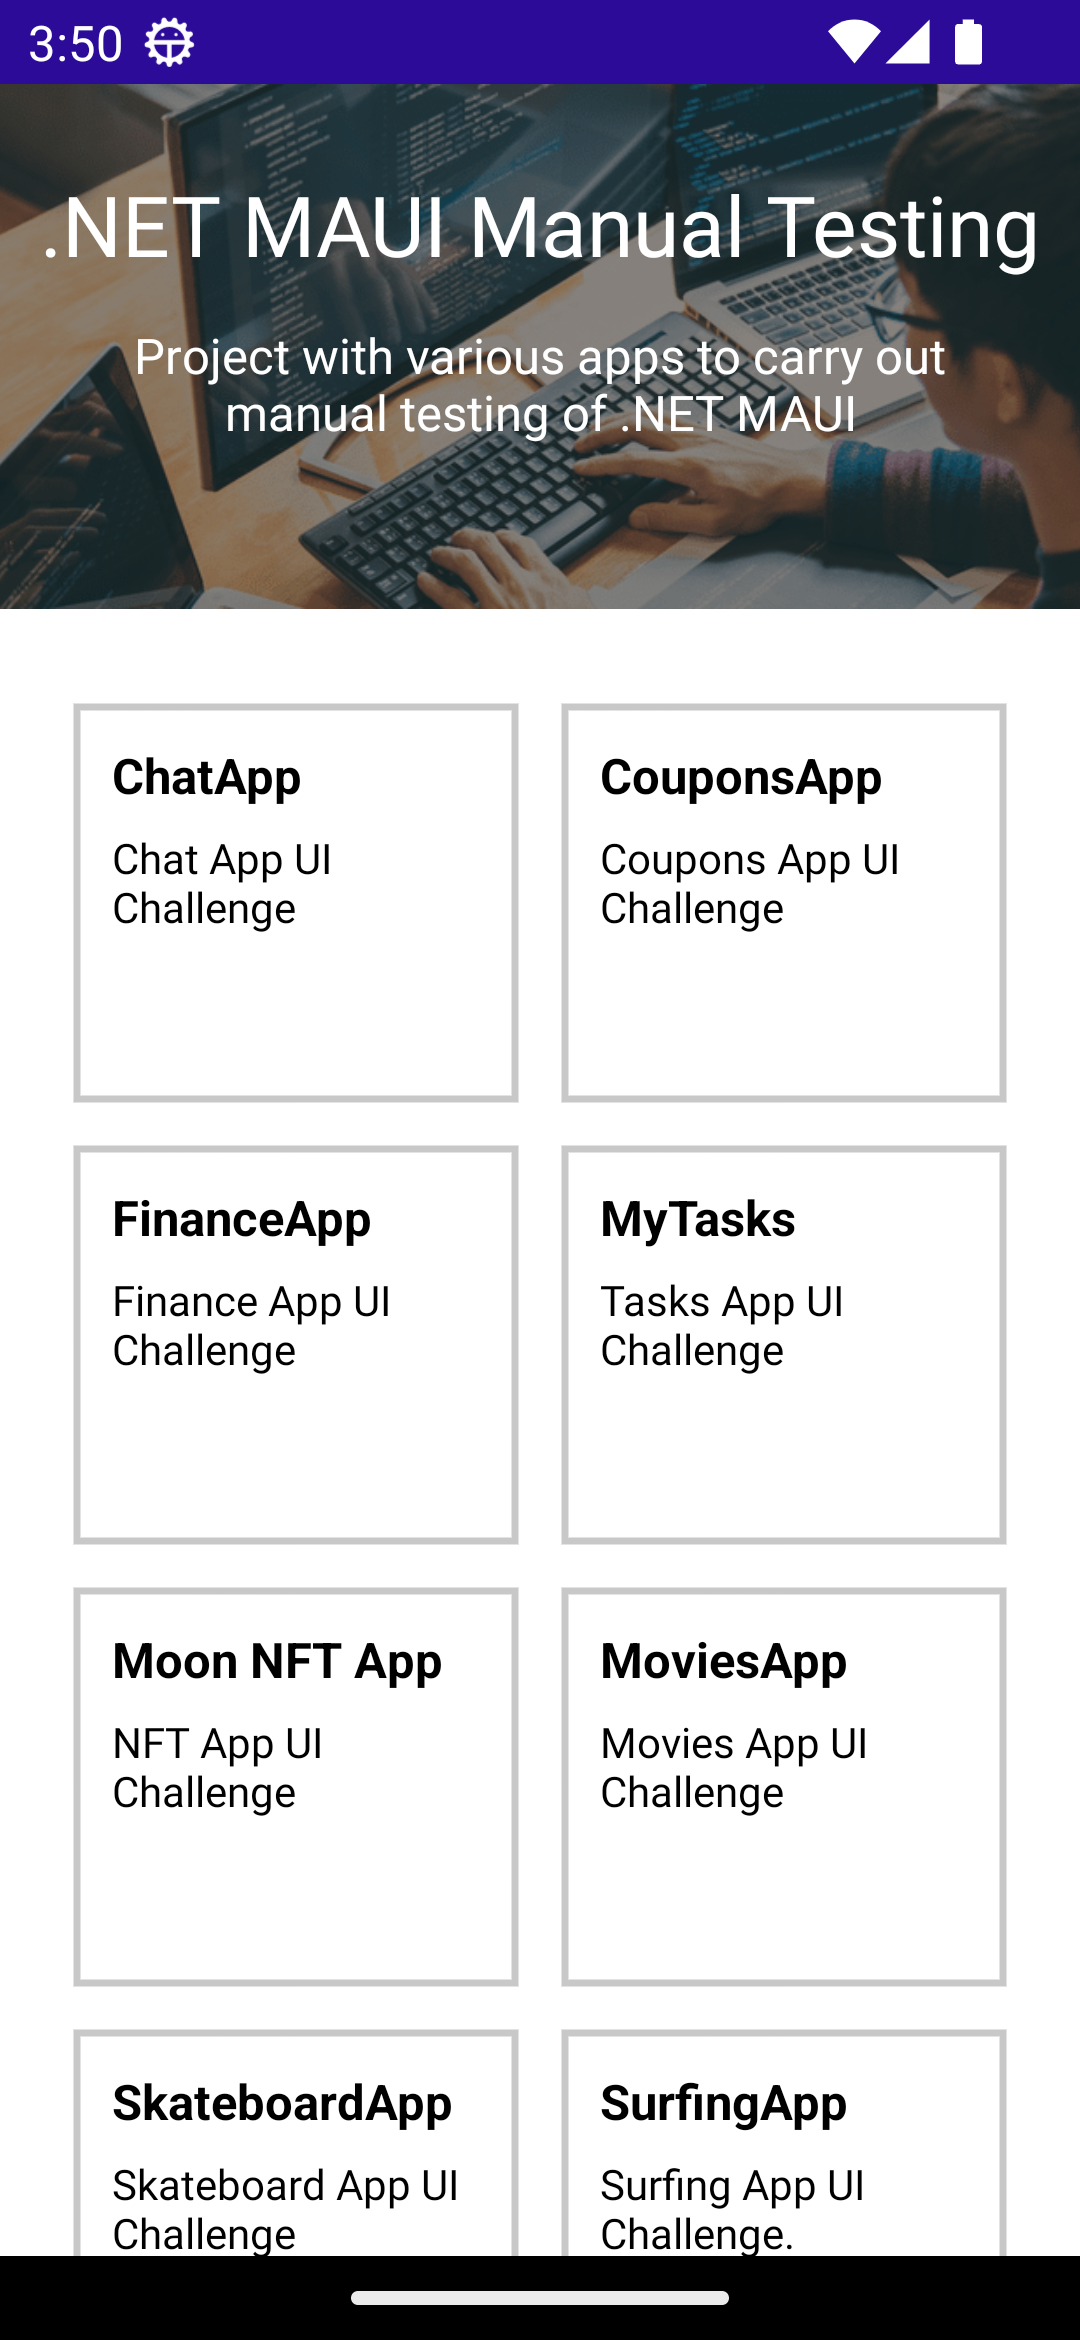 3:50
.NET MAUI Manual Testing
Project with various apps to carry out
manual testing of .NET MAUI
ChatApp
Chat App UI
Challenge
CouponsApp
Coupons App UI
Challenge
FinanceApp
Finance App UI
Challenge
MyTasks
Tasks App UI
Challenge
Moon NFT App
NFT App UI
Challenge
MoviesApp
Movies App UI
Challenge
SkateboardApp
Skateboard App UI
Challenge
SurfingApp
Surfing App UI
Challenge.